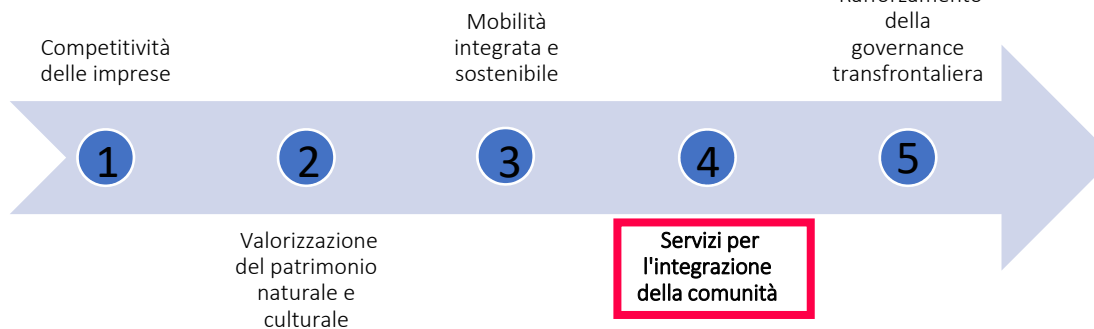 Competitività
delle imprese
Mobilità
integrata e
sostenibile
della
governance
transfrontaliera
1
2
3
4
5
Valorizzazione
del patrimonio
naturale e
culturale
Servizi per
l'integrazione
della comunità